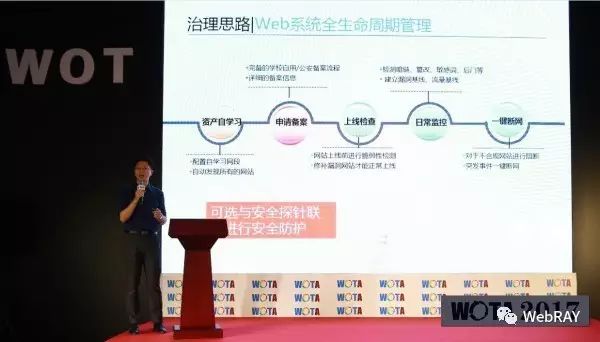 WOT
治理思路|Web系统全生命周期管理
•完备的学校自用/公安备案流程
•详细的备案信息
•检测暗链、篡改、敏感词、后门等
•建立漏洞基线、流量基线
资产自学习
申请备案
上线检查
日常监控
一键断网
•配置自学习网段
•自动发现所有的网站
•网站上线前进行脆弱性检测
•修补漏洞网站才能正常上线
•对于不合规网站进行阻断
•突发事件一键断网
可选与安全探针联
进行安全防护
WOTA WOTA WOTA WOTA WOTA WOTA WOTA WOTA
WOTA 2017
WebRAY